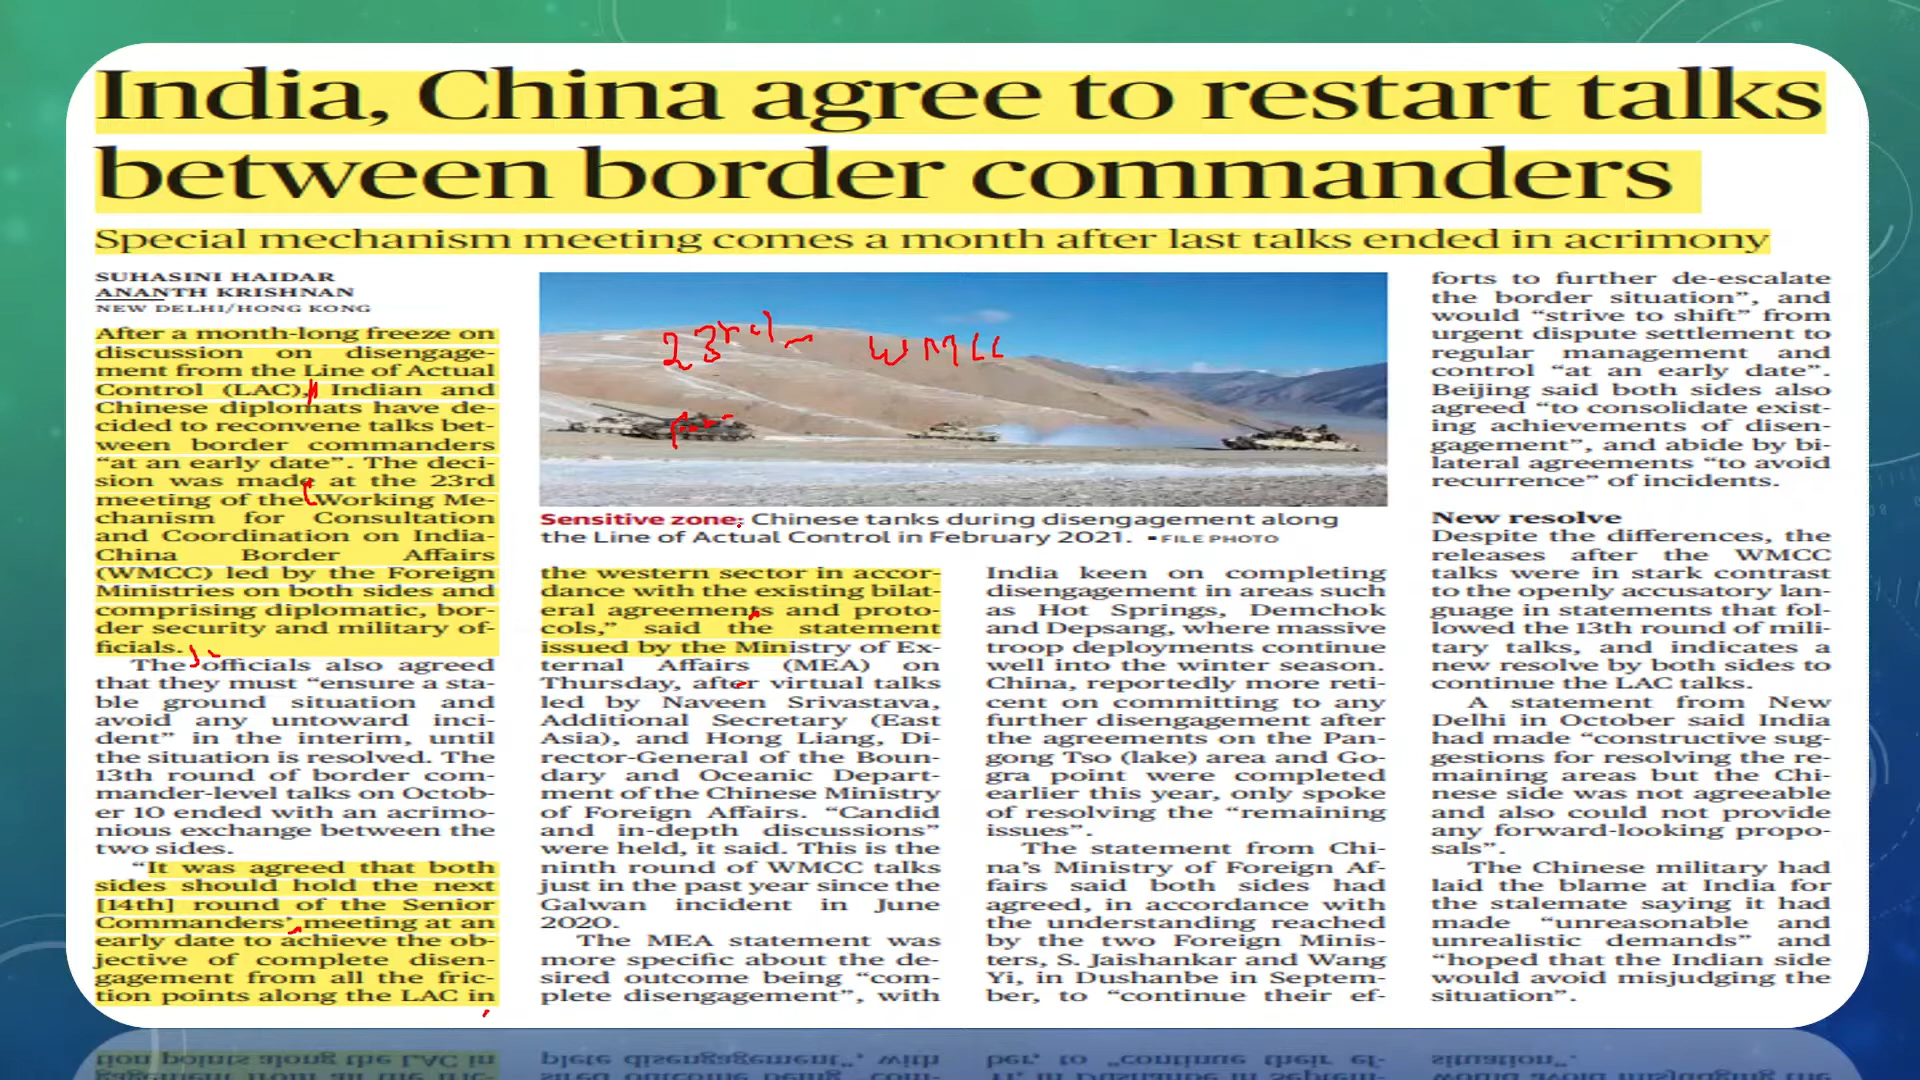 India, China agree to restart talks
between border commanders
Special mechanism meeting comes a month after last talks ended in acrimony
SUHASINI HAIDAR
ANANTH KRISHNAN
NEW DELHI/HONG KONG
After a month-long freeze on
discussion on disengage-
ment from the Line of Actual
Control (LAC), Indian and
Chinese diplomats have de-
cided to reconvene talks bet-
ween border commanders
“at an early date”. The deci-
sion was made at the 23rd
meeting of the Working Me-
chanism for Consultation
and Coordination on India-
China Border Affairs
(WMCC) led by the Foreign
Ministries on both sides and
comprising diplomatic, bor-
der security and military of-
ficials.
The officials also agreed
that they must “ensure a sta-
ble ground situation and
avoid any untoward inci-
dent” in the interim, until
the situation is resolved. The
13th round of border com-
mander-level talks on Octob-
er 10 ended with an acrimo-
nious exchange between the
two sides.
“It was agreed that both
sides should hold the next
[14th] round of the Senior
Commanders’ meeting at an
early date to achieve the ob-
jective of complete disen-
gagement from all the fric-
tion points along the LAC in
23rd - WMCC
Sensitive zone: Chinese tanks during disengagement along
the Line of Actual Control in February 2021. ▪FILE PHOTO
the western sector in accor-
dance with the existing bilat-
eral agreements and proto-
cols,” said the statement
issued by the Ministry of Ex-
ternal Affairs (MEA) on
Thursday, after virtual talks
led by Naveen Srivastava,
Additional Secretary (East
Asia), and Hong Liang, Di-
rector-General of the Boun-
dary and Oceanic Depart-
ment of the Chinese Ministry
of Foreign Affairs. “Candid
and in-depth discussions”
were held, it said. This is the
ninth round of WMCC talks
just in the past year since the
Galwan incident in June
2020.
The MEA statement was
more specific about the de-
sired outcome being “com-
plete disengagement”, with
India keen on completing
disengagement in areas such
as Hot Springs, Demchok
and Depsang, where massive
troop deployments continue
well into the winter season.
China, reportedly more reti-
cent on committing to any
further disengagement after
the agreements on the Pan-
gong Tso (lake) area and Go-
gra point were completed
earlier this year, only spoke
of resolving the “remaining
issues”.
The statement from Chi-
na’s Ministry of Foreign Af-
fairs said both sides had
agreed, in accordance with
the understanding reached
by the two Foreign Minis-
ters, S. Jaishankar and Wang
Yi, in Dushanbe in Septem-
ber, to “continue their ef-
forts to further de-escalate
the border situation”, and
would “strive to shift” from
urgent dispute settlement to
regular management and
control “at an early date”.
Beijing said both sides also
agreed “to consolidate exist-
ing achievements of disen-
gagement”, and abide by bi-
lateral agreements “to avoid
recurrence” of incidents.
New resolve
Despite the differences, the
releases after the WMCC
talks were in stark contrast
to the openly accusatory lan-
guage in statements that fol-
lowed the 13th round of mili-
tary talks, and indicates a
new resolve by both sides to
continue the LAC talks.
A statement from New
Delhi in October said India
had made “constructive sug-
gestions for resolving the re-
maining areas but the Chi-
nese side was not agreeable
and also could not provide
any forward-looking propo-
sals”.
The Chinese military had
laid the blame at India for
the stalemate saying it had
made “unreasonable and
unrealistic demands” and
“hoped that the Indian side
would avoid misjudging the
situation”.